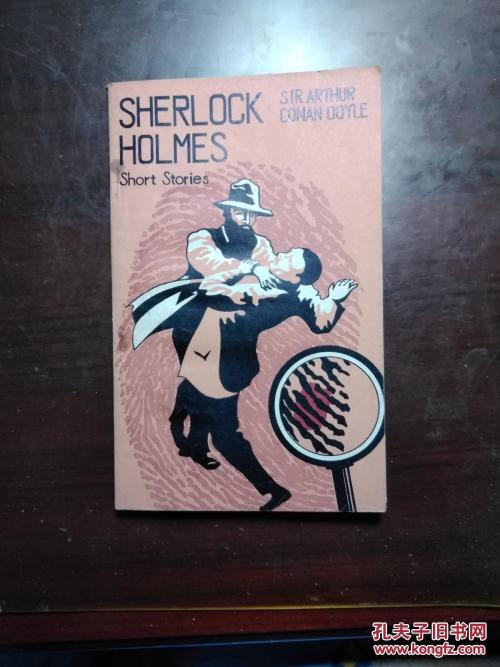 SHERLOCK
HOLMES
Short Stories
SIR ARTHUR
CONAN DOYLE
孔夫子旧书网
www.kongfz.com